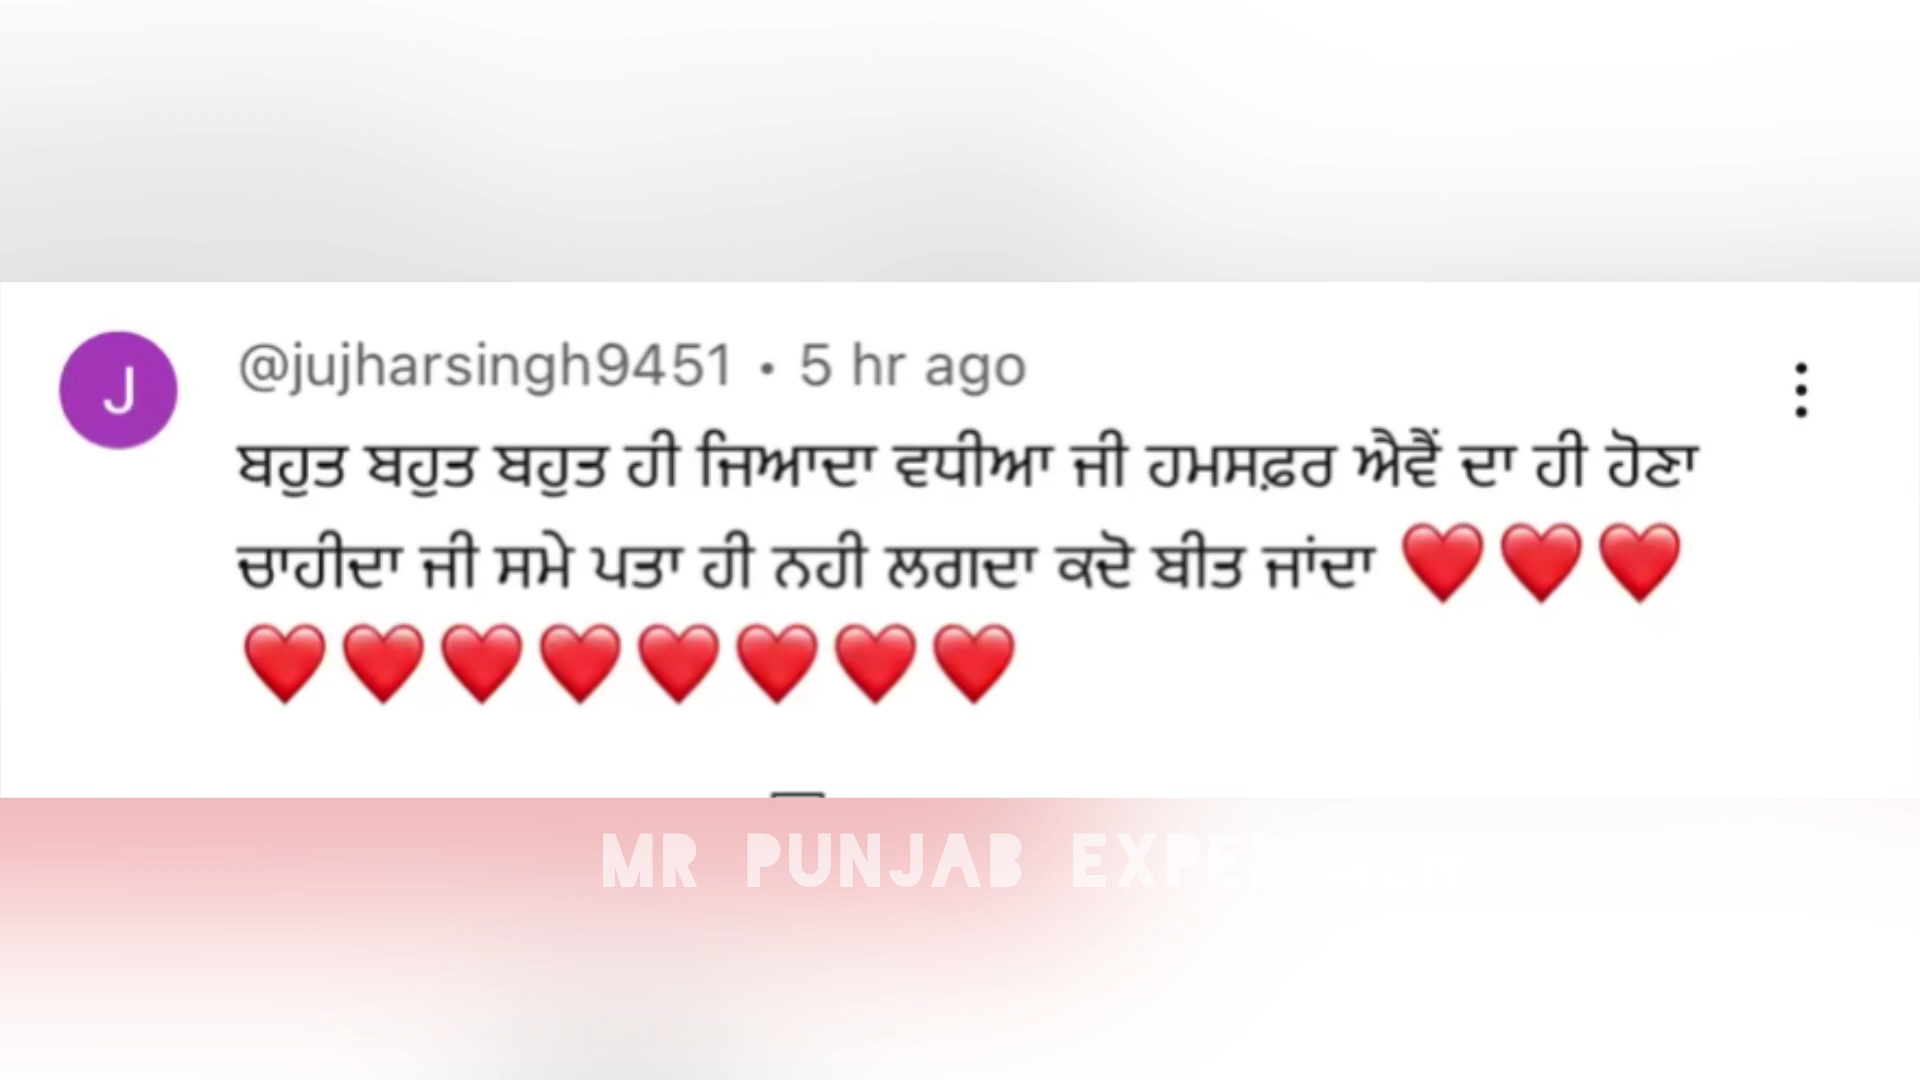 J
@jujharsingh9451 • 5 hr ago
ਬਹੁਤ ਬਹੁਤ ਬਹੁਤ ਹੀ ਜਿਆਦਾ ਵਧੀਆ ਜੀ ਹਮਸਫ਼ਰ ਐਵੈਂ ਦਾ ਹੀ ਹੋਣਾ
ਚਾਹੀਦਾ ਜੀ ਸਮੇ ਪਤਾ ਹੀ ਨਹੀ ਲਗਦਾ ਕਦੋ ਬੀਤ ਜਾਂਦਾ ❤️❤️❤️
❤️❤️❤️❤️❤️❤️❤️❤️
MR PUNJAB EXPERIMENT